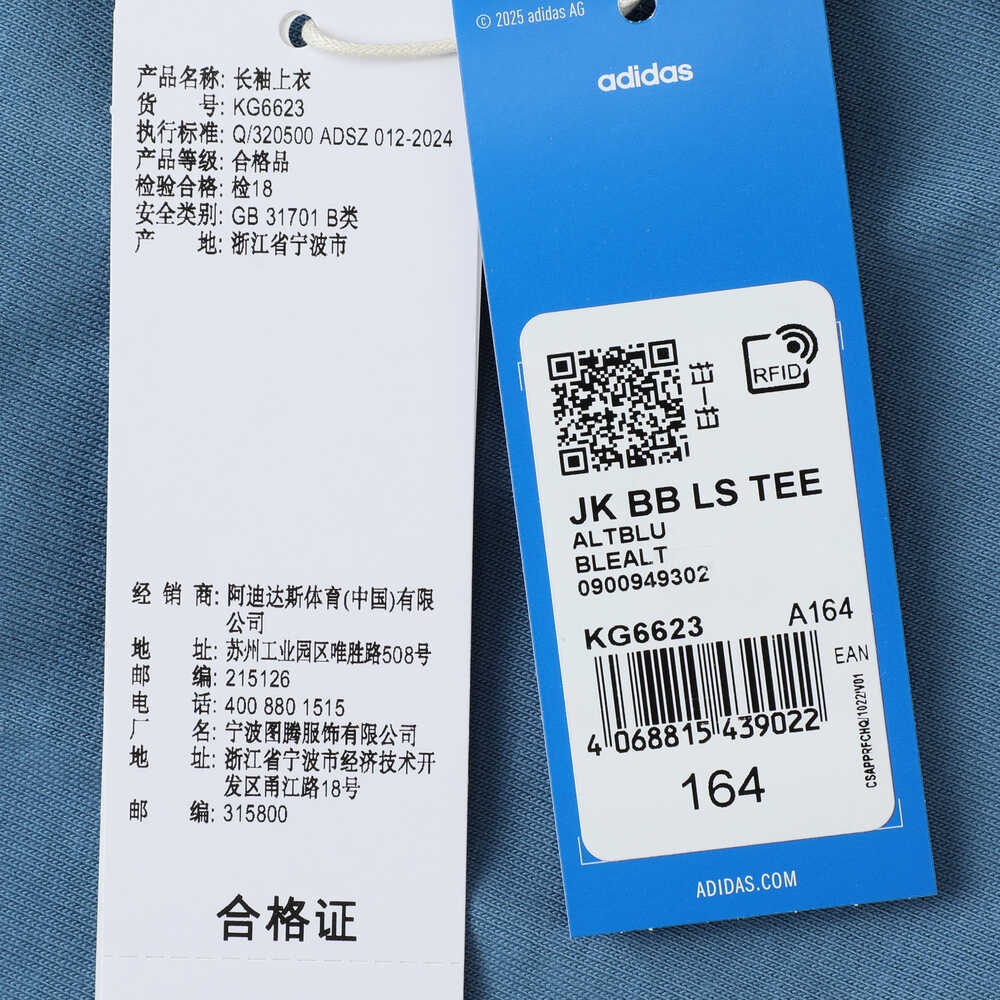 产品名称: 长袖上衣
货 号: KG6623
执行标准: Q/320500 ADSZ 012-2024
产品等级: 合格品
检验合格: 检18
安全类别: GB 31701 B类
产 地: 浙江省宁波市
经 销 商: 阿迪达斯体育(中国)有限
公司
地 址: 苏州工业园区唯胜路508号
邮 编: 215126
电 话: 400 880 1515
厂 名: 宁波图腾服饰有限公司
地 址: 浙江省宁波市经济技术开
发区甬江路18号
邮 编: 315800
合格证
© 2025 adidas AG
adidas
RFID
JK BB LS TEE
ALTBLU
BLEALT
0900949302
KG6623 A164
EAN
4 068815 439022
164
CSAPPRFCHQ/1022/V01
ADIDAS.COM